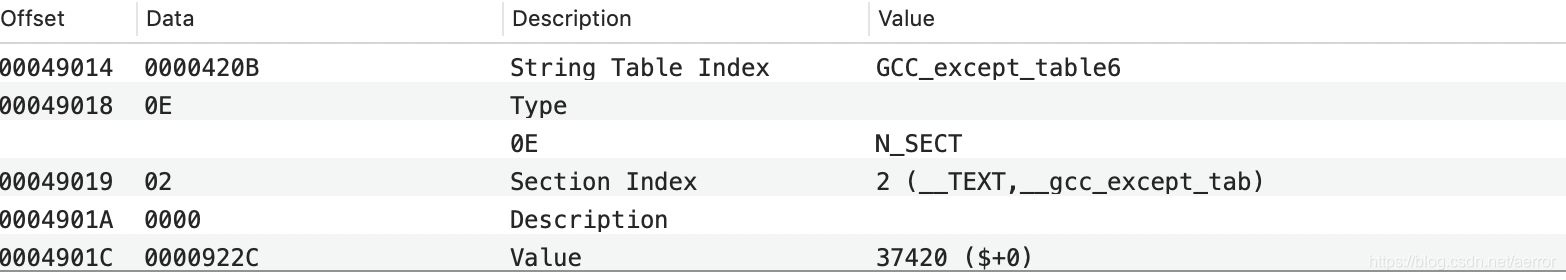 Offset Data Description Value
00049014 0000420B String Table Index GCC_except_table6
00049018 0E Type
0E N_SECT
00049019 02 Section Index 2 (__TEXT,__gcc_except_tab)
0004901A 0000 Description
0004901C 0000922C Value 37420 ($+0)
https://blog.csdn.net/aerror